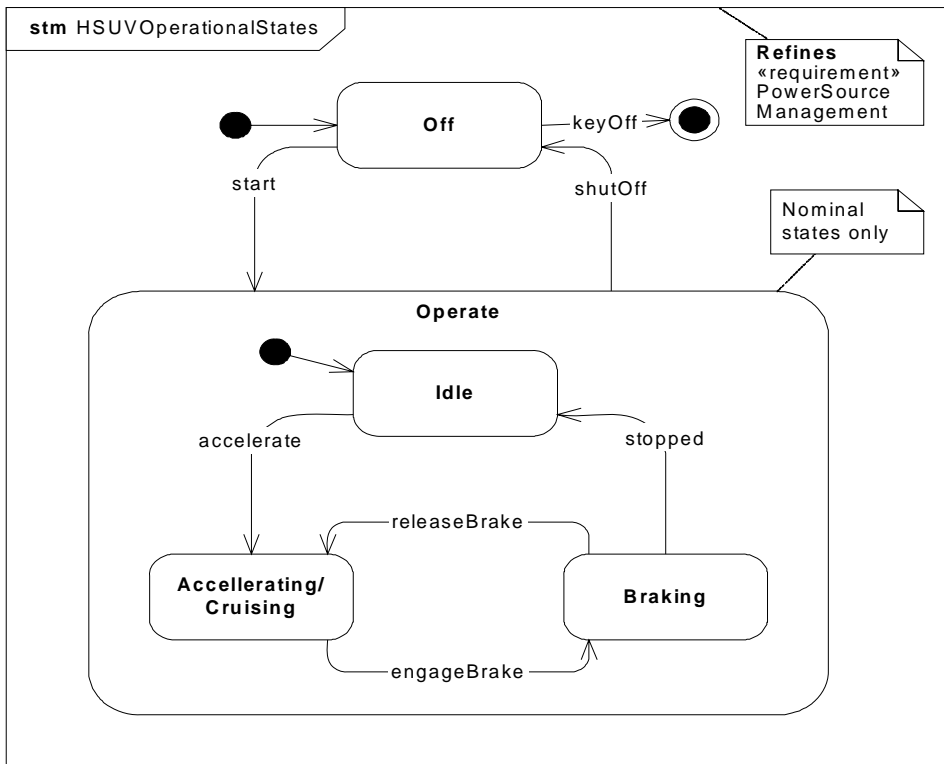 stm HSUVOperationalStates
Refines
«requirement»
PowerSource
Management
Off
keyOff
start
shutOff
Nominal
states only
Operate
Idle
accelerate
stopped
releaseBrake
Accellerating/
Cruising
Braking
engageBrake